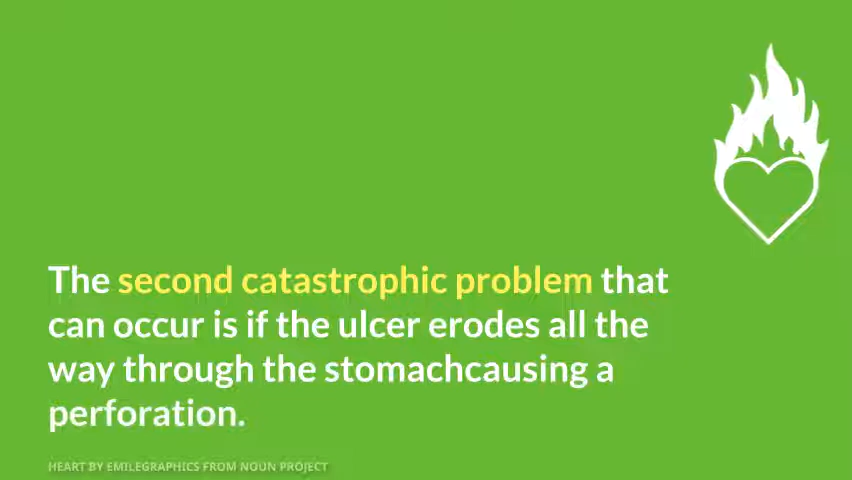 The second catastrophic problem that
can occur is if the ulcer erodes all the
way through the stomachcausing a
perforation.
HEART BY EMILEGRAPHICS FROM NOUN PROJECT